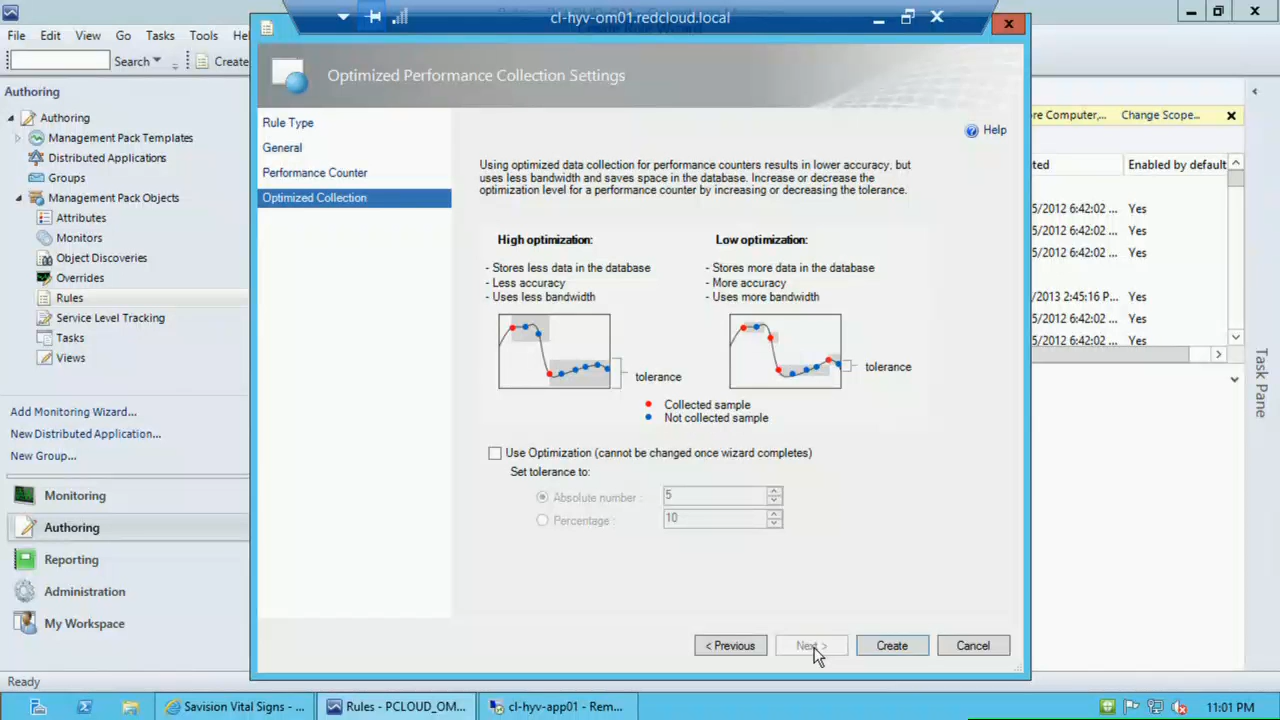 cl-hyv-om01.redcloud.local
File Edit View Go Tasks Tools
Search
Create
Authoring
Authoring
Management Pack Templates
Distributed Applications
Groups
Management Pack Objects
Attributes
Monitors
Object Discoveries
Overrides
Rules
Service Level Tracking
Tasks
Views
Add Monitoring Wizard...
New Distributed Application...
New Group...
Monitoring
Authoring
Reporting
Administration
My Workspace
Optimized Performance Collection Settings
Rule Type
General
Performance Counter
Optimized Collection
Help
Using optimized data collection for performance counters results in lower accuracy, but
uses less bandwidth and saves space in the database. Increase or decrease the
optimization level for a performance counter by increasing or decreasing the tolerance.
High optimization:
- Stores less data in the database
- Less accuracy
- Uses less bandwidth
tolerance
Low optimization:
- Stores more data in the database
- More accuracy
- Uses more bandwidth
tolerance
Collected sample
Not collected sample
Use Optimization (cannot be changed once wizard completes)
Set tolerance to:
Absolute number : 5
Percentage : 10
< Previous Next > Create Cancel
re Computer,... Change Scope...
ted Enabled by default
5/2012 6:42:02 ... Yes
5/2012 6:42:02 ... Yes
5/2012 6:42:02 ... Yes
/2013 2:45:16 P... Yes
5/2012 6:42:02 ... Yes
5/2012 6:42:02 ... Yes
Task Pane
Ready
Savision Vital Signs - ... Rules - PCLOUD_OM... cl-hyv-app01 - Rem... 11:01 PM